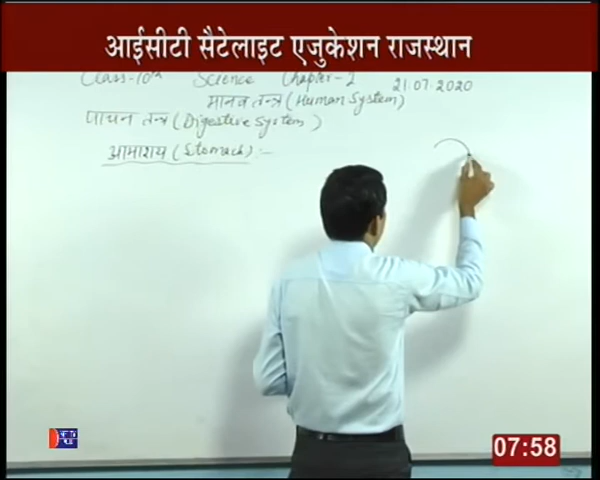 आईसीटी सैटेलाइट एजुकेशन राजस्थान
Class-10th Science Chapter-2 21.07.2020
मानव तन्त्र (Human System)
पाचन तन्त्र (Digestive System)
आमाशय (Stomach) :-
07:58